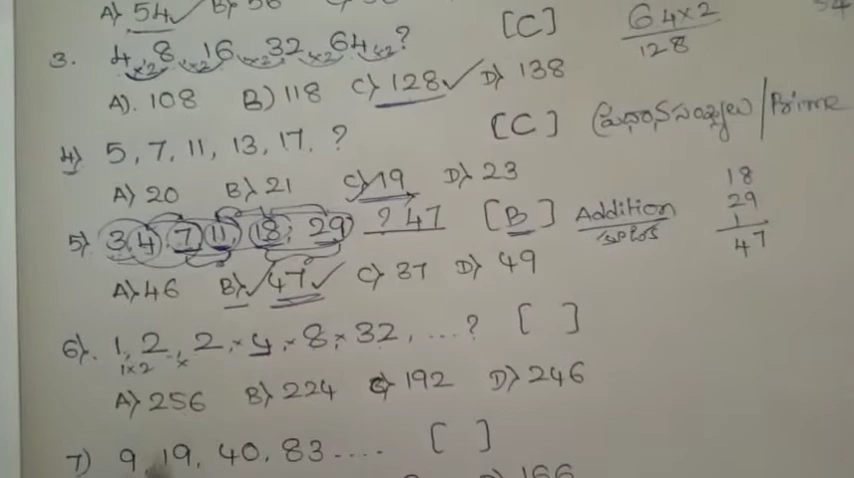 A) 54 ✓ B) 56
3. 4, 8, 16, 32, 64, ? [C] 64×2
×2 ×2 ×2 ×2 ×2 128
A). 108 B) 118 C) 128 ✓ D) 138
4) 5, 7, 11, 13, 17, ? [C] ప్రధాన సంఖ్యలు / Prime
A) 20 B) 21 C) 19 D) 23
5) 3, 4, 7, 11, 18, 29, ? 47 [B] Addition
18
29
1
47
A) 46 B) ✓ 47 ✓ C) 37 D) 49
6). 1, 2, 2, 4, 8, 32, ...? [ ]
1×2 ×
A) 256 B) 224 C) 192 D) 246
7) 9, 19, 40, 83.... [ ]
166